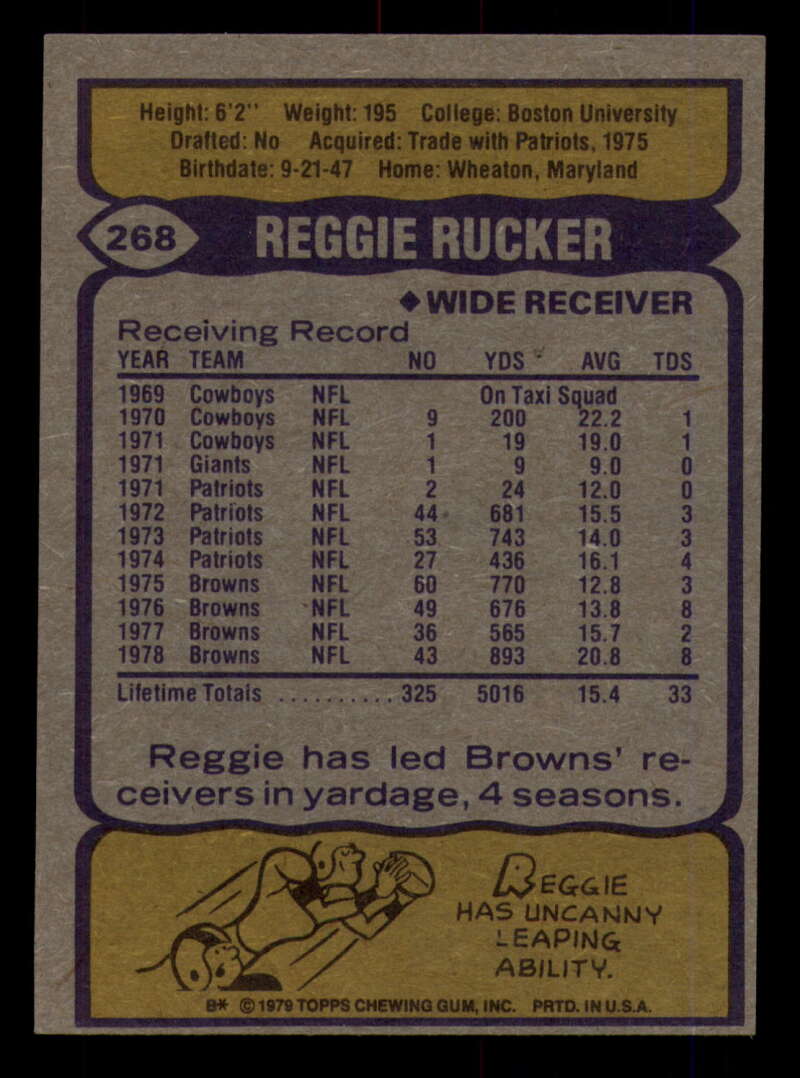 Height: 6'2" Weight: 195 College: Boston University
Drafted: No Acquired: Trade with Patriots, 1975
Birthdate: 9-21-47 Home: Wheaton, Maryland
268 REGGIE RUCKER
♦ WIDE RECEIVER
Receiving Record
YEAR TEAM NO YDS AVG TDS
1969 Cowboys NFL On Taxi Squad
1970 Cowboys NFL 9 200 22.2 1
1971 Cowboys NFL 1 19 19.0 1
1971 Giants NFL 1 9 9.0 0
1971 Patriots NFL 2 24 12.0 0
1972 Patriots NFL 44 681 15.5 3
1973 Patriots NFL 53 743 14.0 3
1974 Patriots NFL 27 436 16.1 4
1975 Browns NFL 60 770 12.8 3
1976 Browns NFL 49 676 13.8 8
1977 Browns NFL 36 565 15.7 2
1978 Browns NFL 43 893 20.8 8
Lifetime Totals .......... 325 5016 15.4 33
Reggie has led Browns' re-
ceivers in yardage, 4 seasons.
REGGIE
HAS UNCANNY
LEAPING
ABILITY.
B* © 1979 TOPPS CHEWING GUM, INC. PRTD. IN U.S.A.